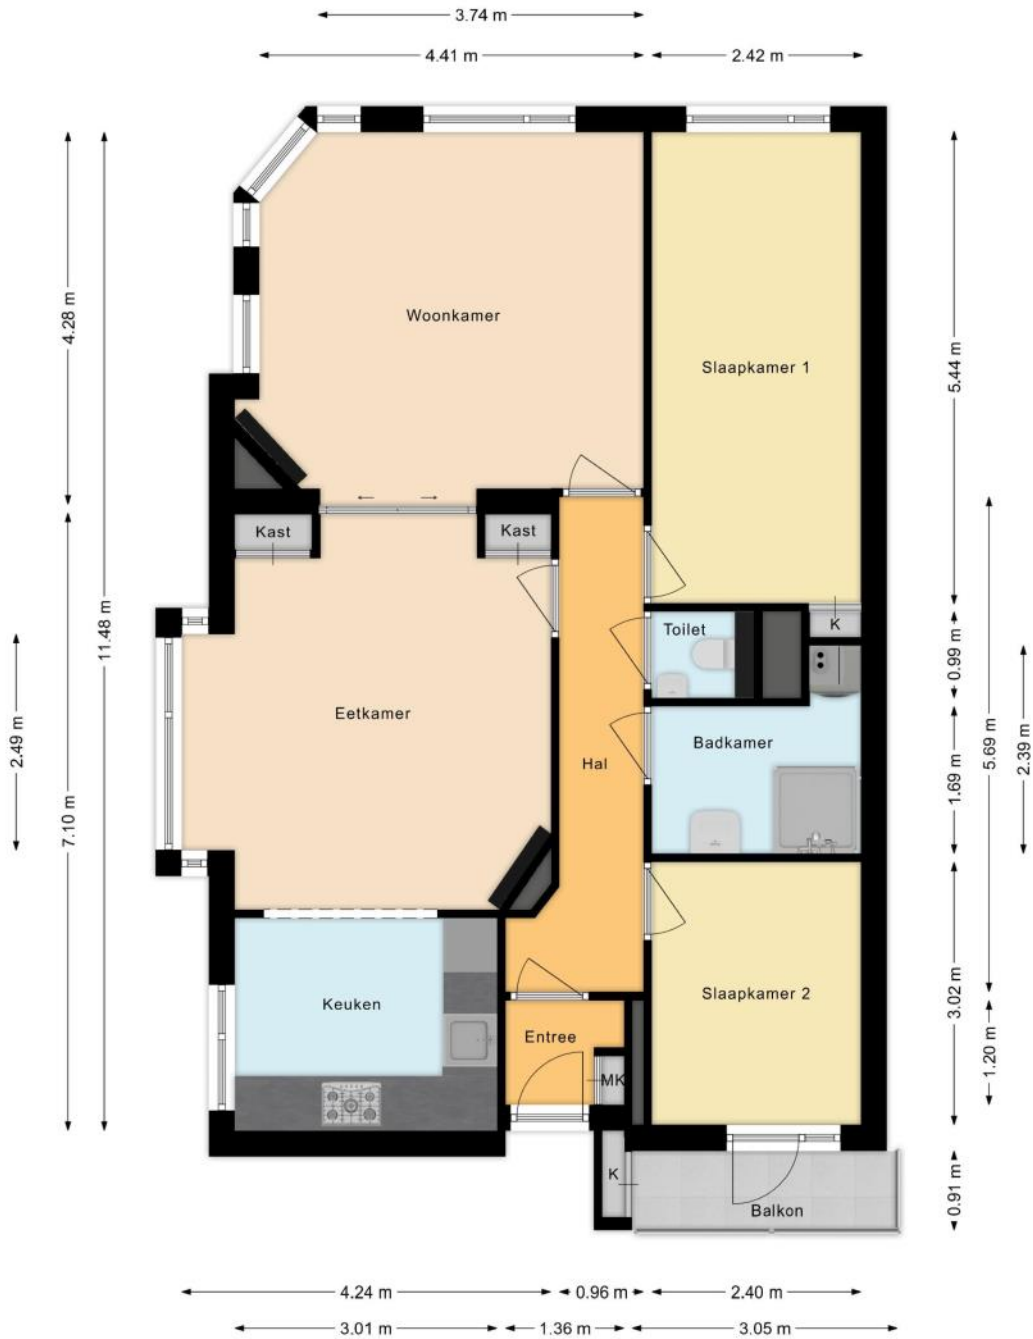 3.74 m
4.41 m
2.42 m
4.28 m
11.48 m
Woonkamer
Slaapkamer 1
5.44 m
Kast
Kast
Toilet
K
0.99 m
2.49 m
7.10 m
Eetkamer
Hal
Badkamer
1.69 m
5.69 m
2.39 m
Keuken
Entree
MK
Slaapkamer 2
3.02 m
1.20 m
K
Balkon
0.91 m
4.24 m
0.96 m
2.40 m
3.01 m
1.36 m
3.05 m